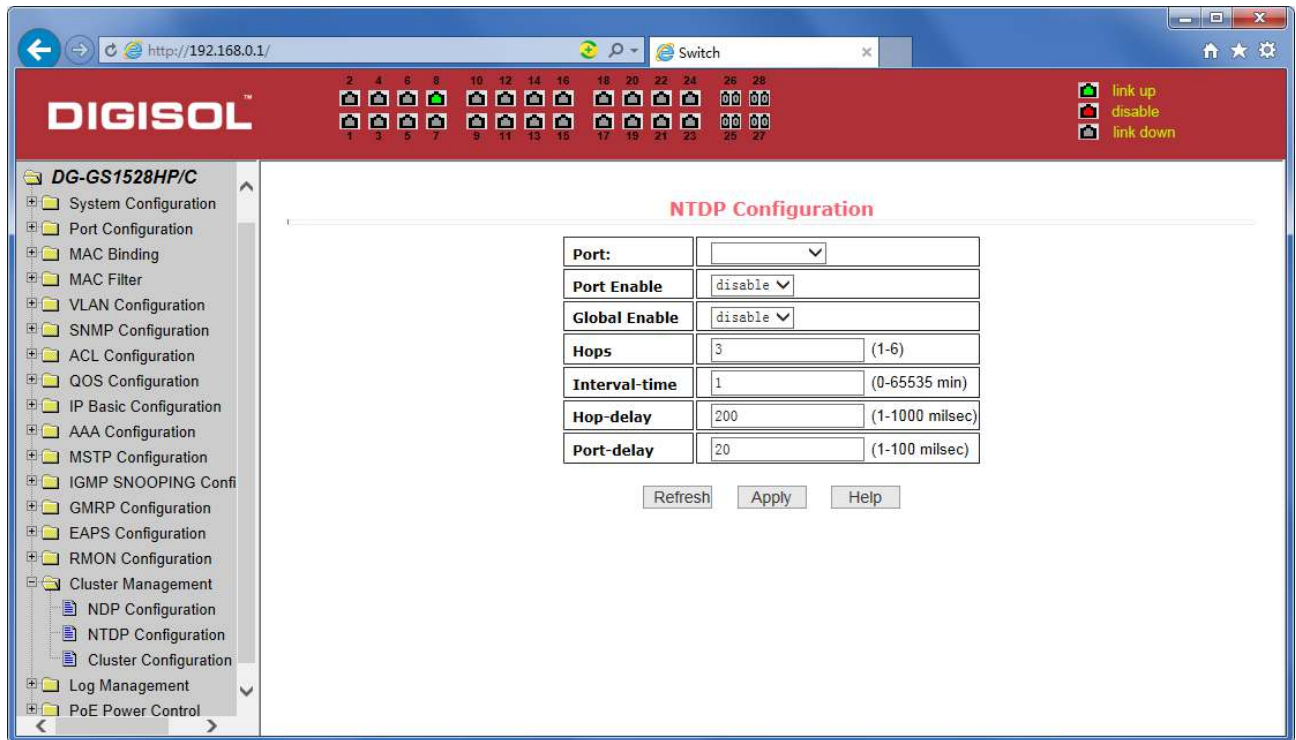 http://192.168.0.1/
Switch
DIGISOL™
2 4 6 8 10 12 14 16 18 20 22 24 26 28
1 3 5 7 9 11 13 15 17 19 21 23 25 27
link up
disable
link down
DG-GS1528HP/C
System Configuration
Port Configuration
MAC Binding
MAC Filter
VLAN Configuration
SNMP Configuration
ACL Configuration
QOS Configuration
IP Basic Configuration
AAA Configuration
MSTP Configuration
IGMP SNOOPING Confi
GMRP Configuration
EAPS Configuration
RMON Configuration
Cluster Management
NDP Configuration
NTDP Configuration
Cluster Configuration
Log Management
PoE Power Control
NTDP Configuration
Port:
Port Enable disable
Global Enable disable
Hops 3 (1-6)
Interval-time 1 (0-65535 min)
Hop-delay 200 (1-1000 milsec)
Port-delay 20 (1-100 milsec)
Refresh Apply Help